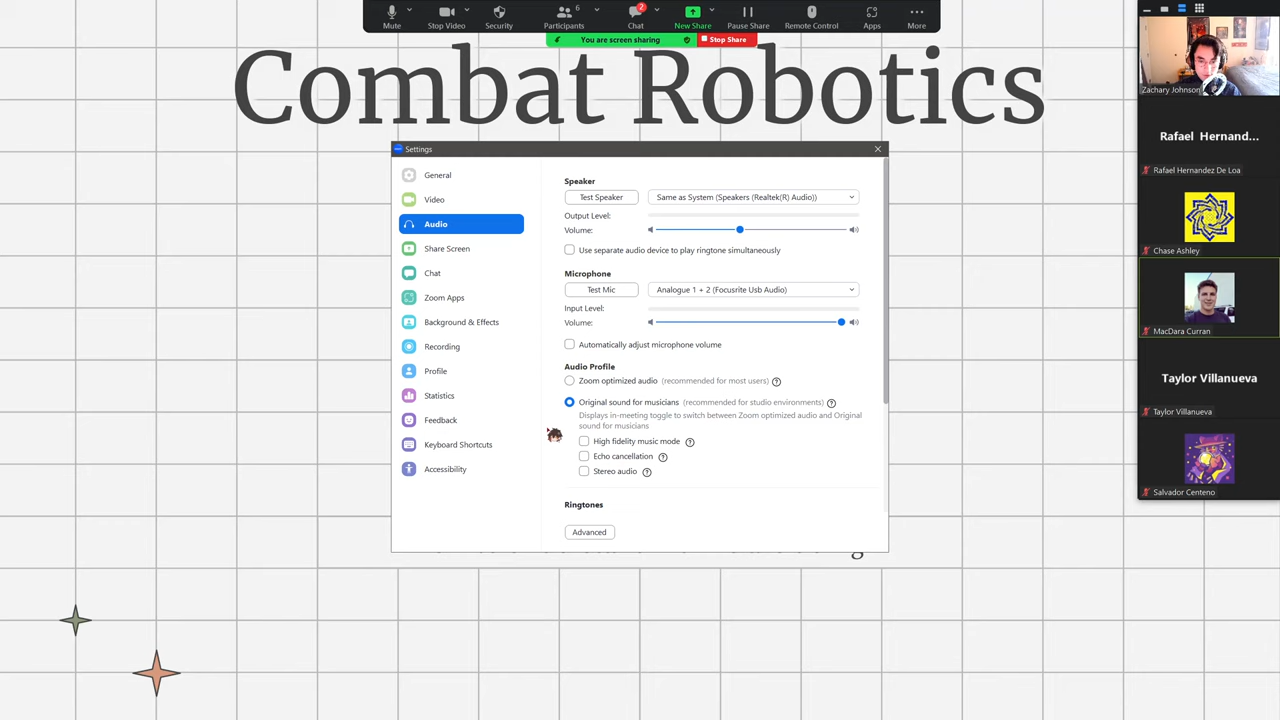 Mute
Stop Video
Security
Participants
6
Chat
2
New Share
Pause Share
Remote Control
Apps
More
You are screen sharing
Stop Share
Combat Robotics
Settings
General
Video
Audio
Share Screen
Chat
Zoom Apps
Background & Effects
Recording
Profile
Statistics
Feedback
Keyboard Shortcuts
Accessibility
Speaker
Test Speaker
Same as System (Speakers (Realtek(R) Audio))
Output Level:
Volume:
Use separate audio device to play ringtone simultaneously
Microphone
Test Mic
Analogue 1 + 2 (Focusrite Usb Audio)
Input Level:
Volume:
Automatically adjust microphone volume
Audio Profile
Zoom optimized audio (recommended for most users)
Original sound for musicians (recommended for studio environments)
Displays in-meeting toggle to switch between Zoom optimized audio and Original
sound for musicians
High fidelity music mode
Echo cancellation
Stereo audio
Ringtones
Advanced
Zachary Johnson
Rafael Hernand...
Rafael Hernandez De Loa
Chase Ashley
MacDara Curran
Taylor Villanueva
Taylor Villanueva
Salvador Centeno